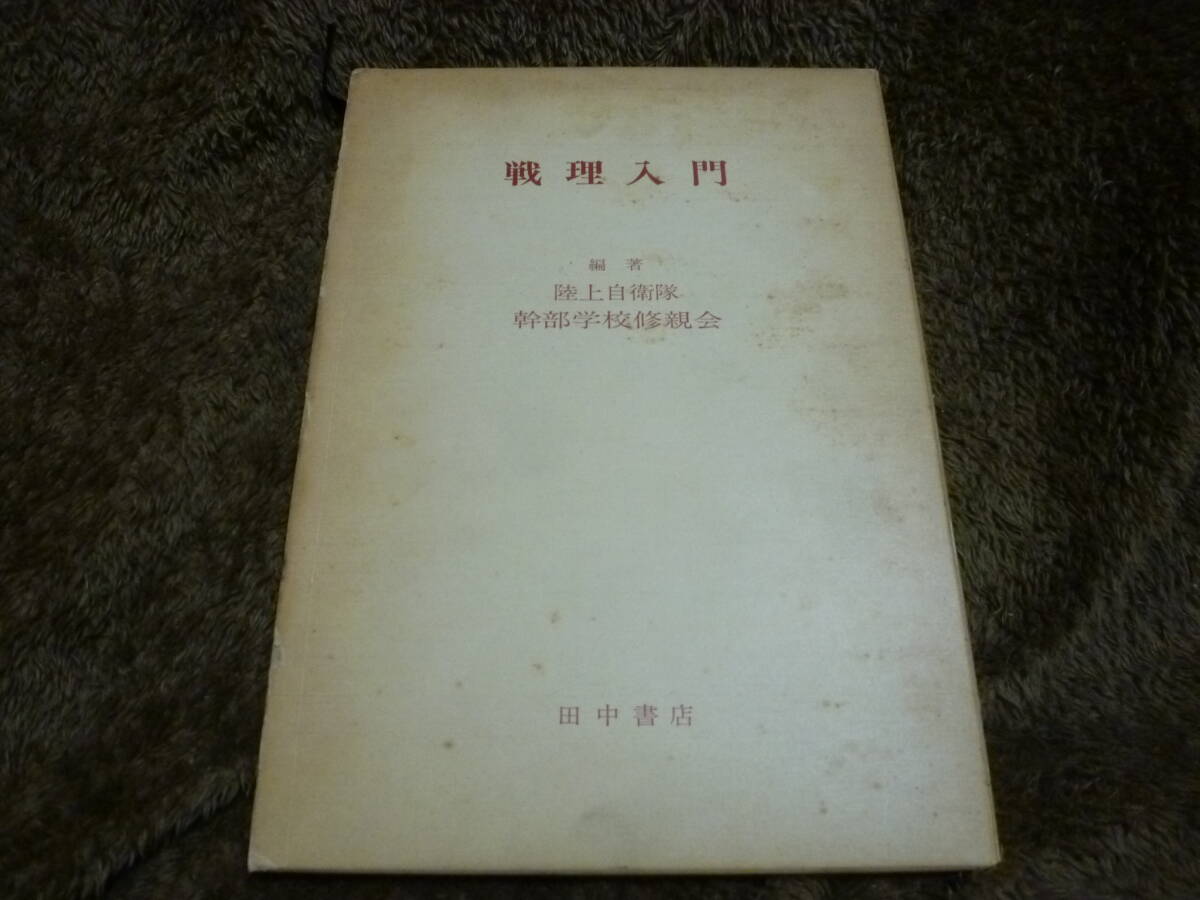 戦理入門
編著
陸上自衛隊
幹部学校修親会
田中書店